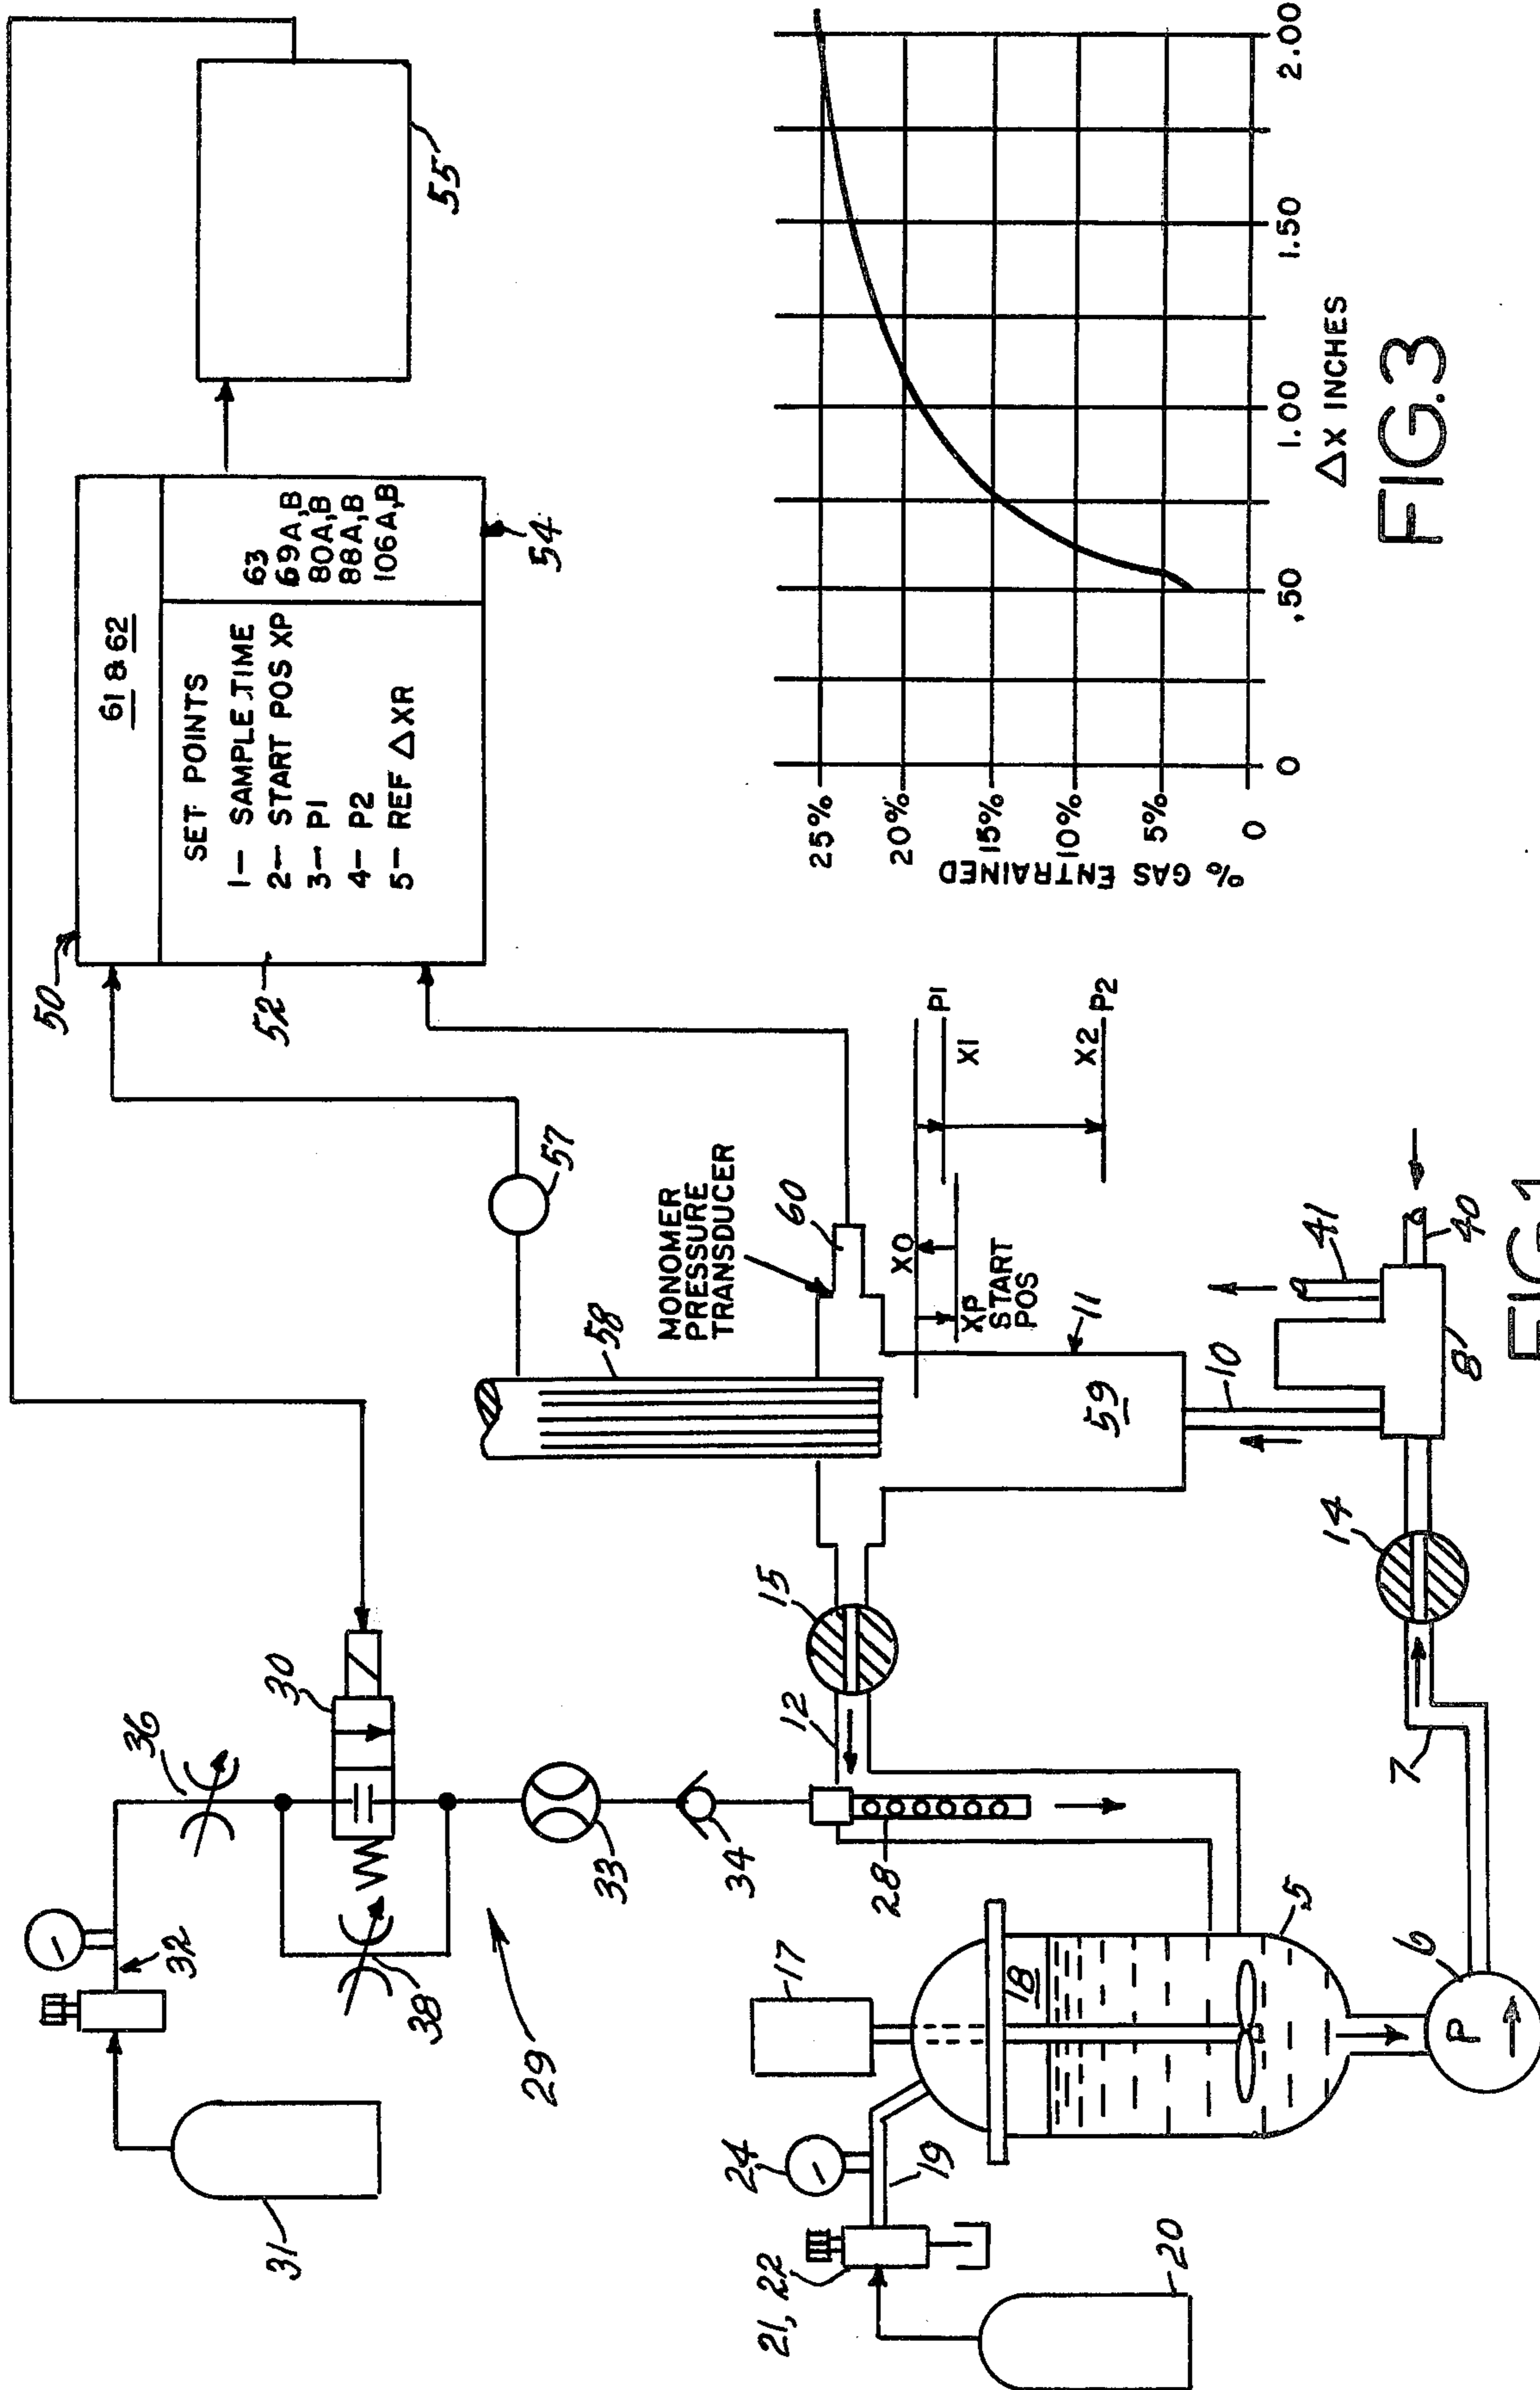 31
32
36
30
38
29
33
34
50
61 & 62
SET POINTS
1— SAMPLE TIME
2— START POS XP
3— P1
4— P2
5— REF △XR
63
69A,B
80A,B
88A,B
106A,B
52
54
55
57
58
MONOMER
PRESSURE
TRANSDUCER
60
15
12
28
XO
XP
START
POS
X1
P1
X2
P2
11
59
10
41
40
8
14
7
17
18
5
6
P
24
19
21, 22
20
FIG.1
% GAS ENTRAINED
25%
20%
15%
10%
5%
0
0
.50
1.00
1.50
2.00
△X INCHES
FIG.3